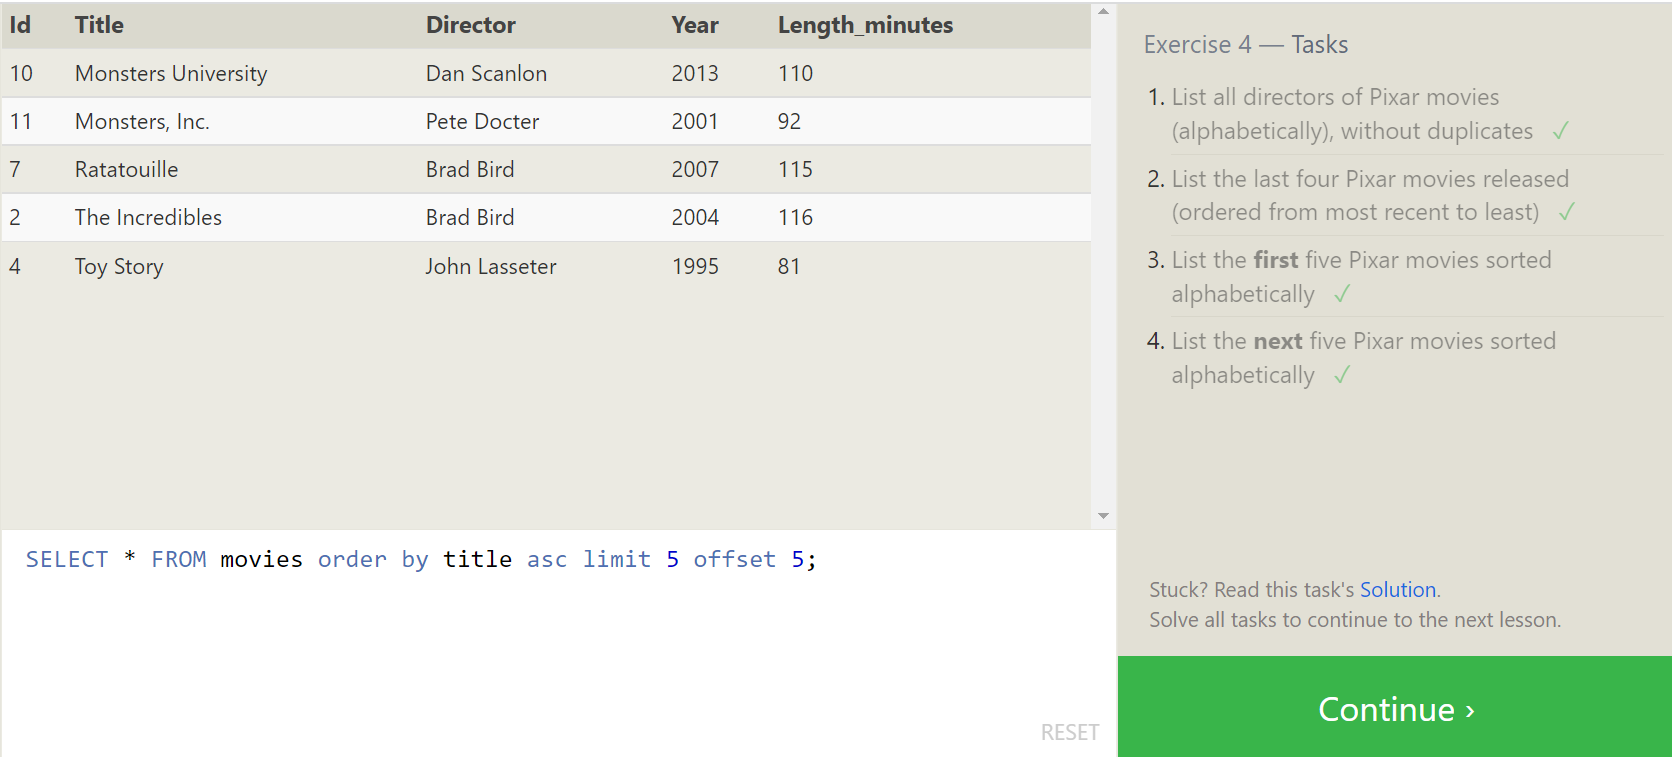 Id Title Director Year Length_minutes
10 Monsters University Dan Scanlon 2013 110
11 Monsters, Inc. Pete Docter 2001 92
7 Ratatouille Brad Bird 2007 115
2 The Incredibles Brad Bird 2004 116
4 Toy Story John Lasseter 1995 81
SELECT * FROM movies order by title asc limit 5 offset 5;
RESET
Exercise 4 — Tasks
1. List all directors of Pixar movies
(alphabetically), without duplicates ✓
2. List the last four Pixar movies released
(ordered from most recent to least) ✓
3. List the first five Pixar movies sorted
alphabetically ✓
4. List the next five Pixar movies sorted
alphabetically ✓
Stuck? Read this task's Solution.
Solve all tasks to continue to the next lesson.
Continue ›